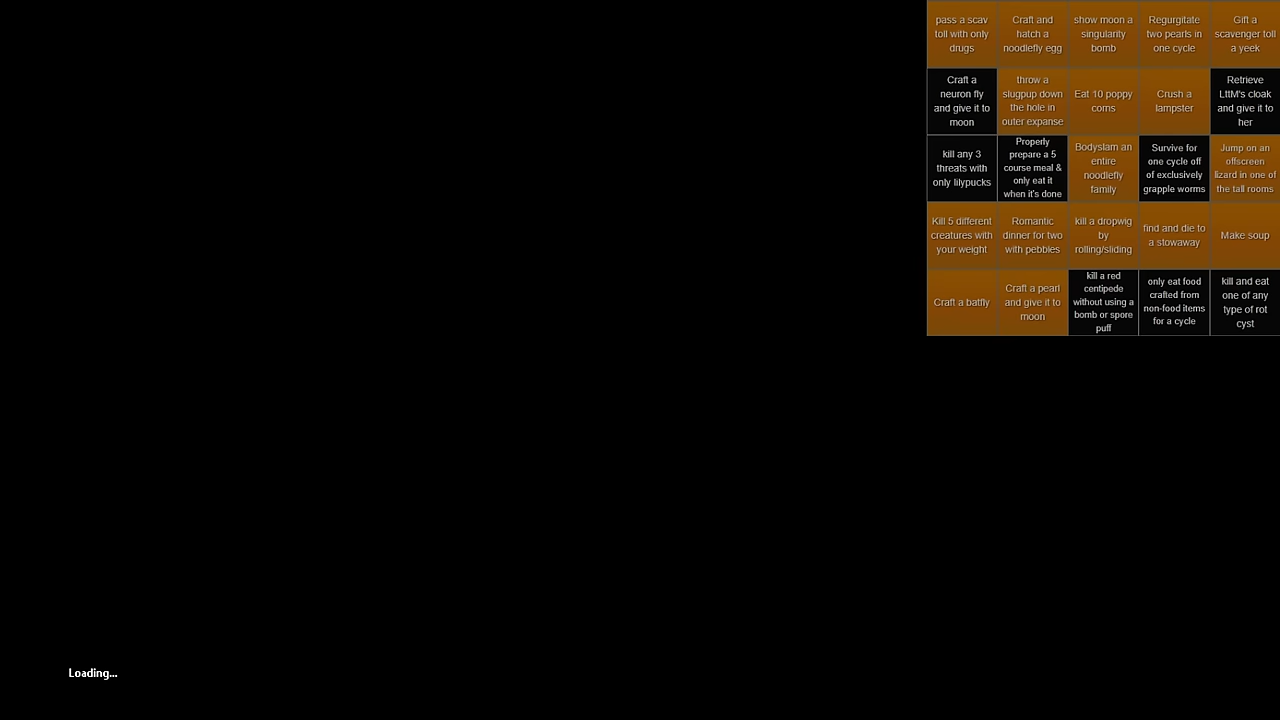 pass a scav
toll with only
drugs
Craft and
hatch a
noodlefly egg
show moon a
singularity
bomb
Regurgitate
two pearls in
one cycle
Gift a
scavenger toll
a yeek
Craft a
neuron fly
and give it to
moon
throw a
slugpup down
the hole in
outer expanse
Eat 10 poppy
corns
Crush a
lampster
Retrieve
LttM's cloak
and give it to
her
kill any 3
threats with
only lilypucks
Properly
prepare a 5
course meal &
only eat it
when it's done
Bodyslam an
entire
noodlefly
family
Survive for
one cycle off
of exclusively
grapple worms
Jump on an
offscreen
lizard in one of
the tall rooms
Kill 5 different
creatures with
your weight
Romantic
dinner for two
with pebbles
kill a dropwig
by
rolling/sliding
find and die to
a stowaway
Make soup
Craft a batfly
Craft a pearl
and give it to
moon
kill a red
centipede
without using a
bomb or spore
puff
only eat food
crafted from
non-food items
for a cycle
kill and eat
one of any
type of rot
cyst
Loading...